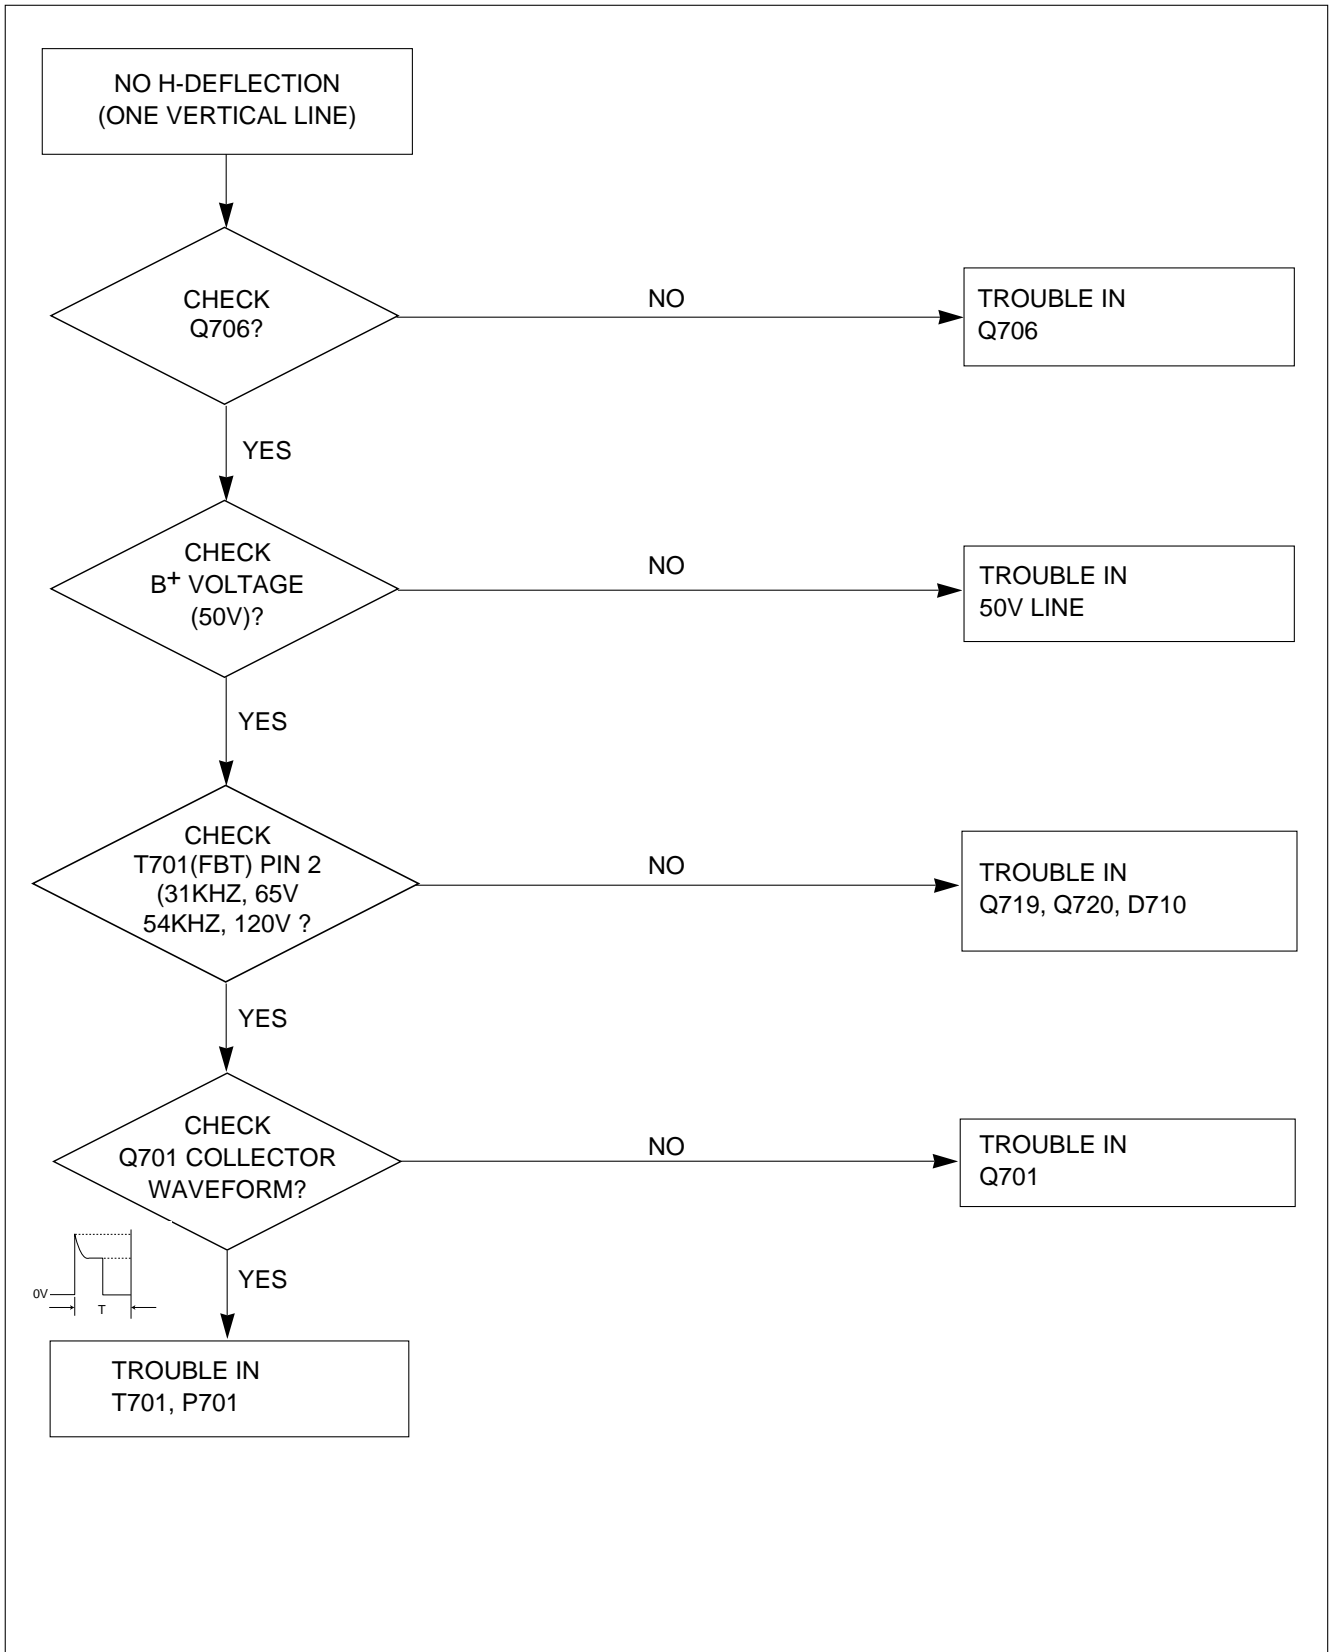 NO H-DEFLECTION
(ONE VERTICAL LINE)
CHECK
Q706?
NO
TROUBLE IN
Q706
YES
CHECK
B+ VOLTAGE
(50V)?
NO
TROUBLE IN
50V LINE
YES
CHECK
T701(FBT) PIN 2
(31KHZ, 65V
54KHZ, 120V ?
NO
TROUBLE IN
Q719, Q720, D710
YES
CHECK
Q701 COLLECTOR
WAVEFORM?
NO
TROUBLE IN
Q701
0V
T
YES
TROUBLE IN
T701, P701